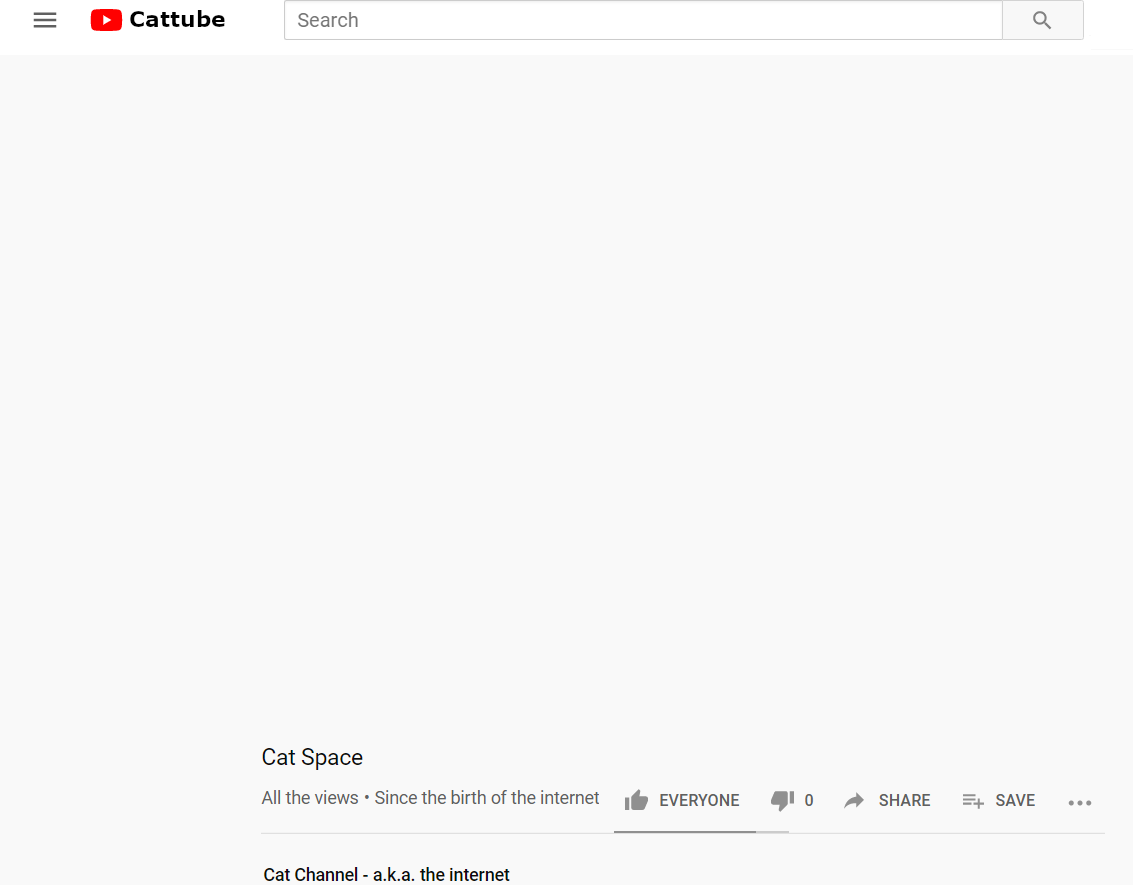 Cattube
Search
Cat Space
All the views • Since the birth of the internet
EVERYONE
0
SHARE
SAVE
Cat Channel - a.k.a. the internet